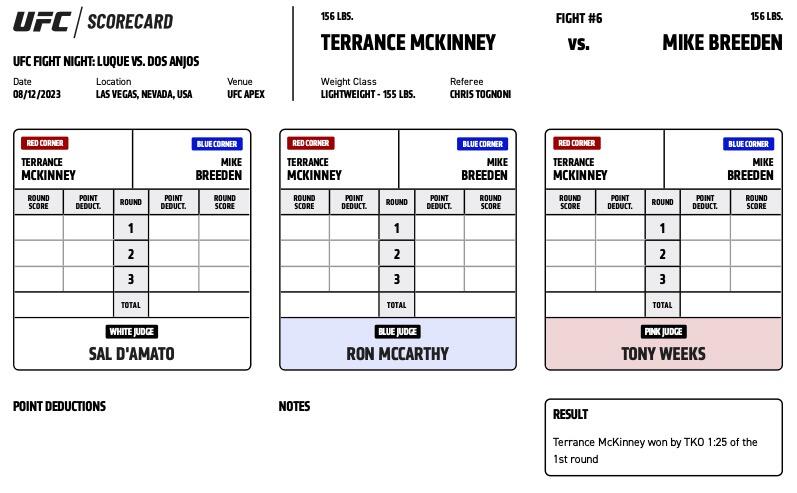 UFC / SCORECARD
UFC FIGHT NIGHT: LUQUE VS. DOS ANJOS
Date Location Venue
08/12/2023 LAS VEGAS, NEVADA, USA UFC APEX
156 LBS. FIGHT #6 156 LBS.
TERRANCE MCKINNEY vs. MIKE BREEDEN
Weight Class Referee
LIGHTWEIGHT - 155 LBS. CHRIS TOGNONI
RED CORNER BLUE CORNER
TERRANCE MIKE
MCKINNEY BREEDEN
ROUND POINT ROUND POINT ROUND
SCORE DEDUCT. DEDUCT. SCORE
1
2
3
TOTAL
WHITE JUDGE
SAL D'AMATO
RED CORNER BLUE CORNER
TERRANCE MIKE
MCKINNEY BREEDEN
ROUND POINT ROUND POINT ROUND
SCORE DEDUCT. DEDUCT. SCORE
1
2
3
TOTAL
BLUE JUDGE
RON MCCARTHY
RED CORNER BLUE CORNER
TERRANCE MIKE
MCKINNEY BREEDEN
ROUND POINT ROUND POINT ROUND
SCORE DEDUCT. DEDUCT. SCORE
1
2
3
TOTAL
PINK JUDGE
TONY WEEKS
POINT DEDUCTIONS
NOTES
RESULT
Terrance McKinney won by TKO 1:25 of the
1st round